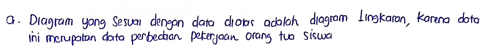 a. Diagram yang sesuai dengan data diatas adalah diagram lingkaran, karena data
ini merupakan data perbedaan pekerjaan orang tua siswa